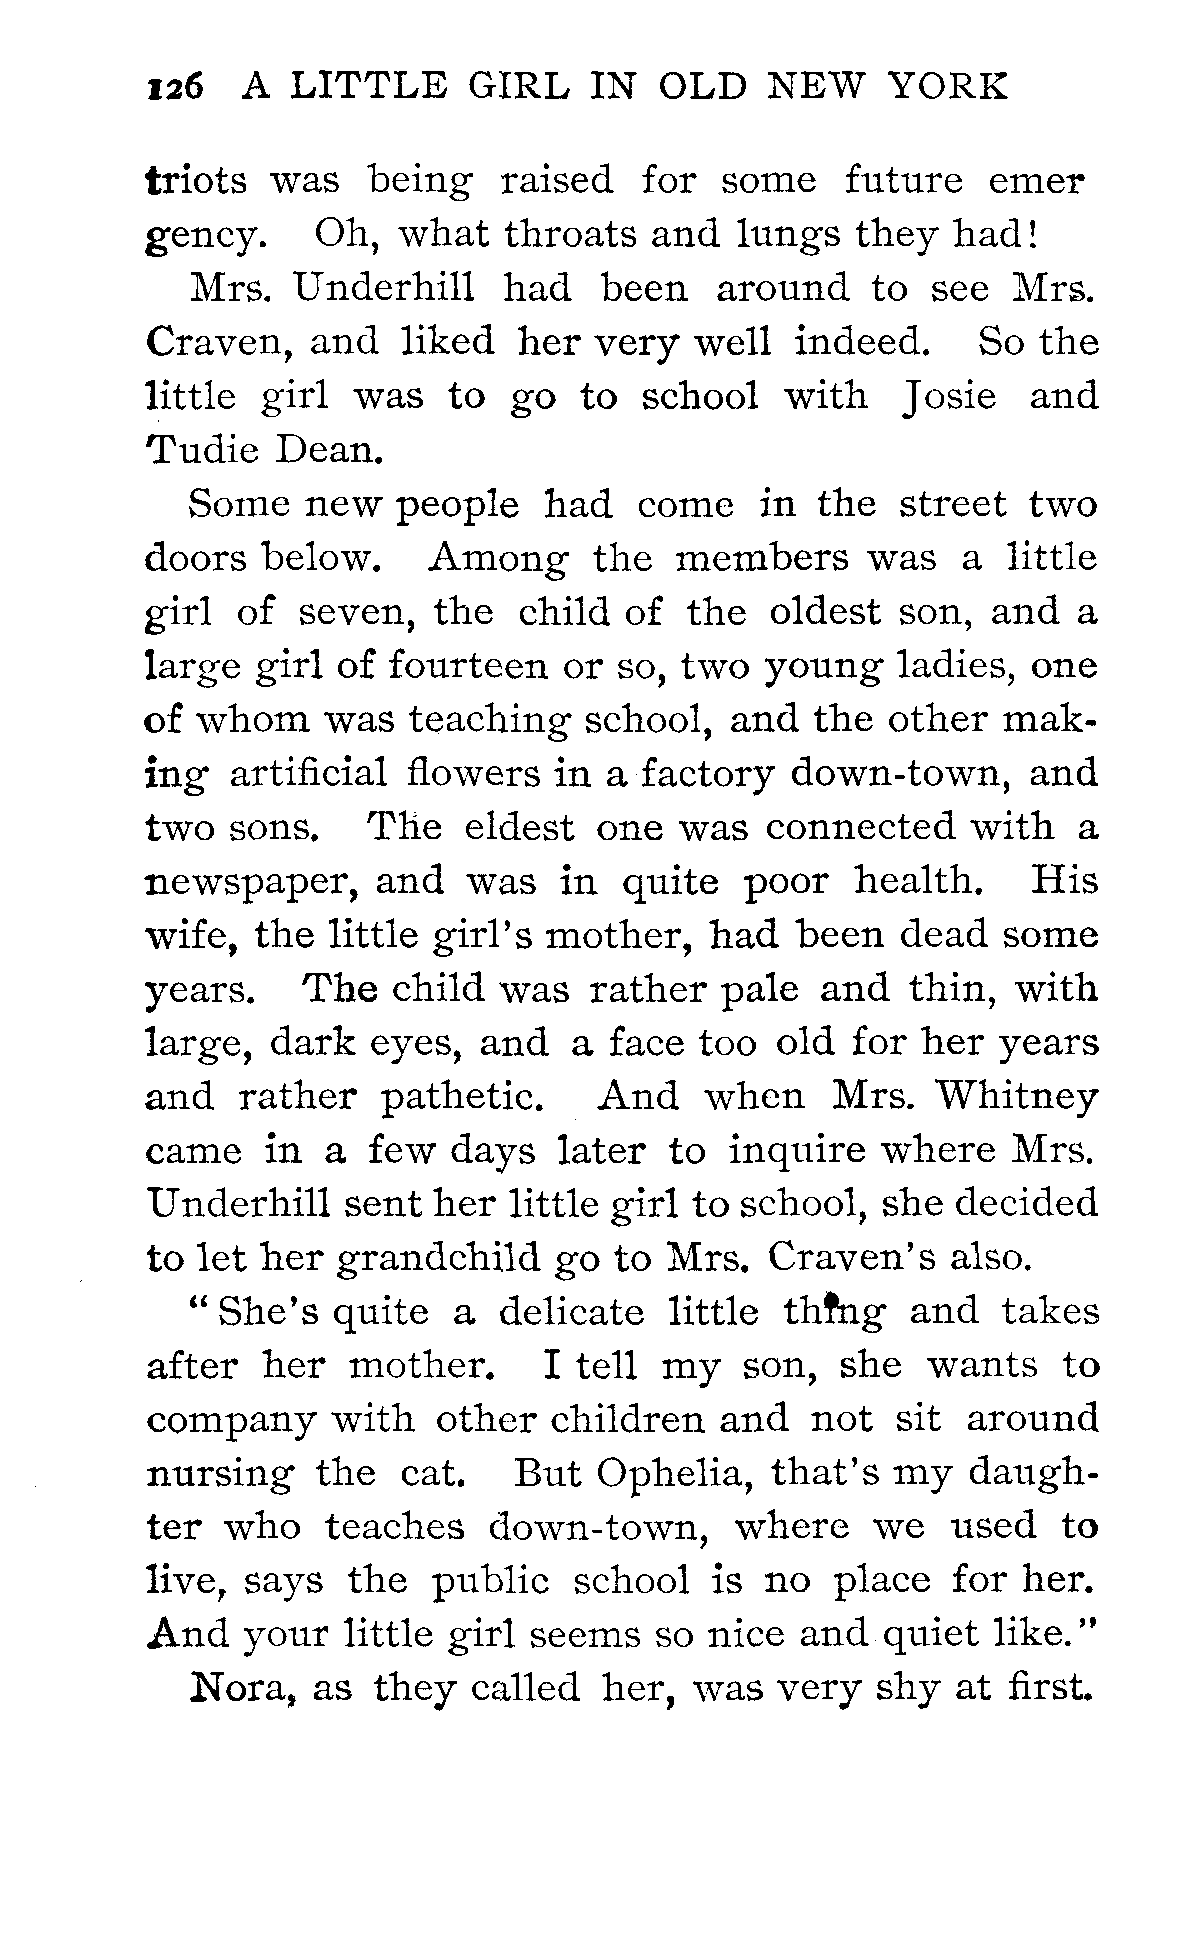 126 A LITTLE GIRL IN OLD NEW YORK
triots was being raised for some future emer
gency. Oh, what throats and lungs they had!
Mrs. Underhill had been around to see Mrs.
Craven, and liked her very well indeed. So the
little girl was to go to school with Josie and
Tudie Dean.
Some new people had come in the street two
doors below. Among the members was a little
girl of seven, the child of the oldest son, and a
large girl of fourteen or so, two young ladies, one
of whom was teaching school, and the other mak-
ing artificial flowers in a factory down-town, and
two sons. The eldest one was connected with a
newspaper, and was in quite poor health. His
wife, the little girl's mother, had been dead some
years. The child was rather pale and thin, with
large, dark eyes, and a face too old for her years
and rather pathetic. And when Mrs. Whitney
came in a few days later to inquire where Mrs.
Underhill sent her little girl to school, she decided
to let her grandchild go to Mrs. Craven's also.
"She's quite a delicate little thing and takes
after her mother. I tell my son, she wants to
company with other children and not sit around
nursing the cat. But Ophelia, that's my daugh-
ter who teaches down-town, where we used to
live, says the public school is no place for her.
And your little girl seems so nice and quiet like."
Nora, as they called her, was very shy at first.